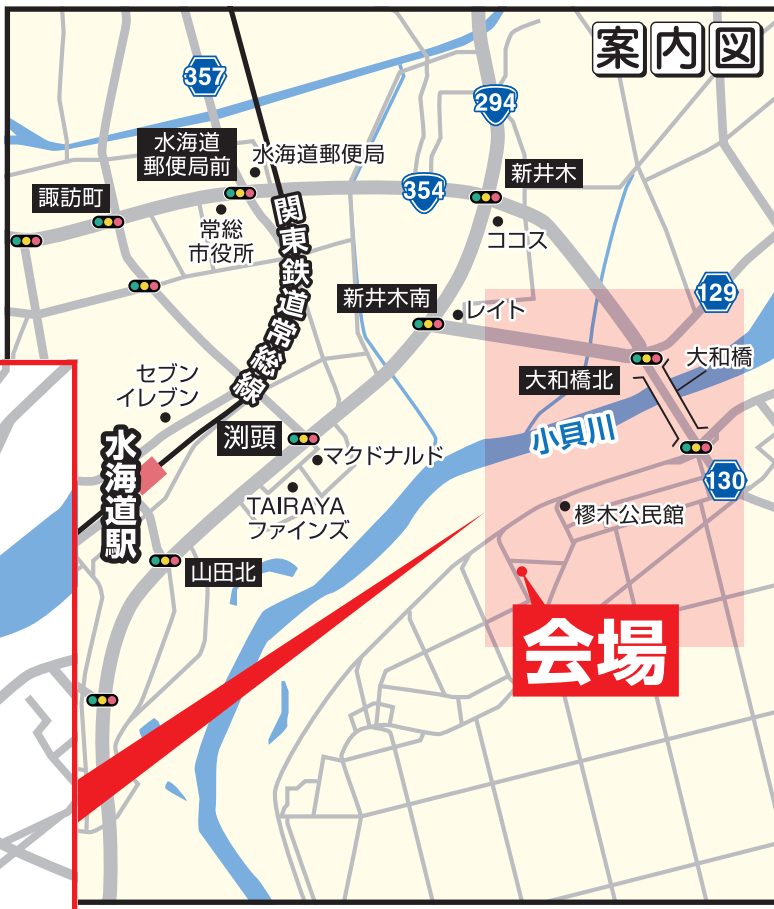 案内図
357
294
水海道
郵便局前
水海道郵便局
354
新井木
諏訪町
常総
市役所
ココス
関東鉄道常総線
新井木南
レイト
129
大和橋
大和橋北
セブン
イレブン
小貝川
水海道駅
渕頭
マクドナルド
130
TAIRAYA
ファインズ
樛木公民館
山田北
会場